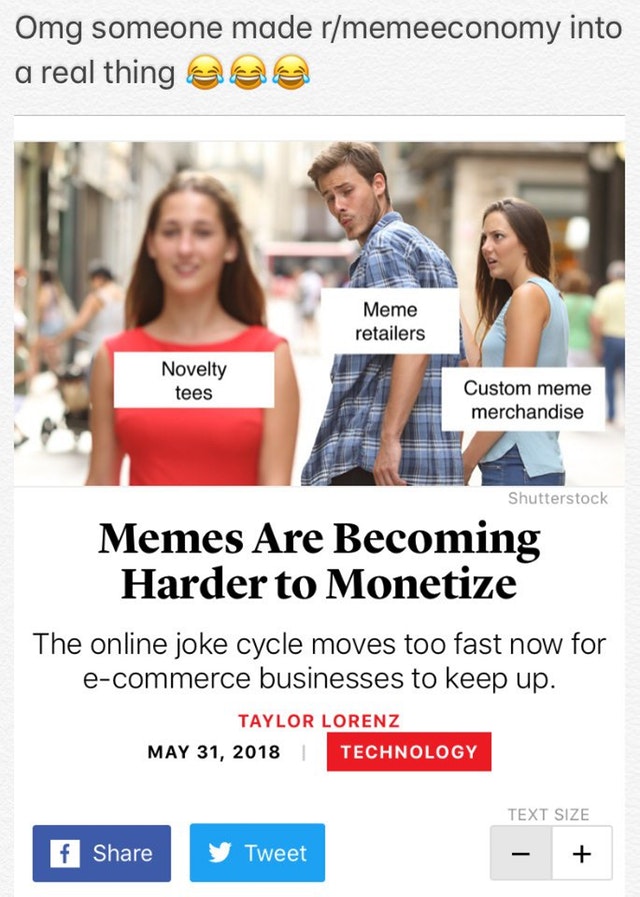 Omg someone made r/memeeconomy into
a real thing 😂😂😂
Meme
retailers
Novelty
tees
Custom meme
merchandise
Shutterstock
Memes Are Becoming
Harder to Monetize
The online joke cycle moves too fast now for
e-commerce businesses to keep up.
TAYLOR LORENZ
MAY 31, 2018 | TECHNOLOGY
TEXT SIZE
f Share Tweet − +